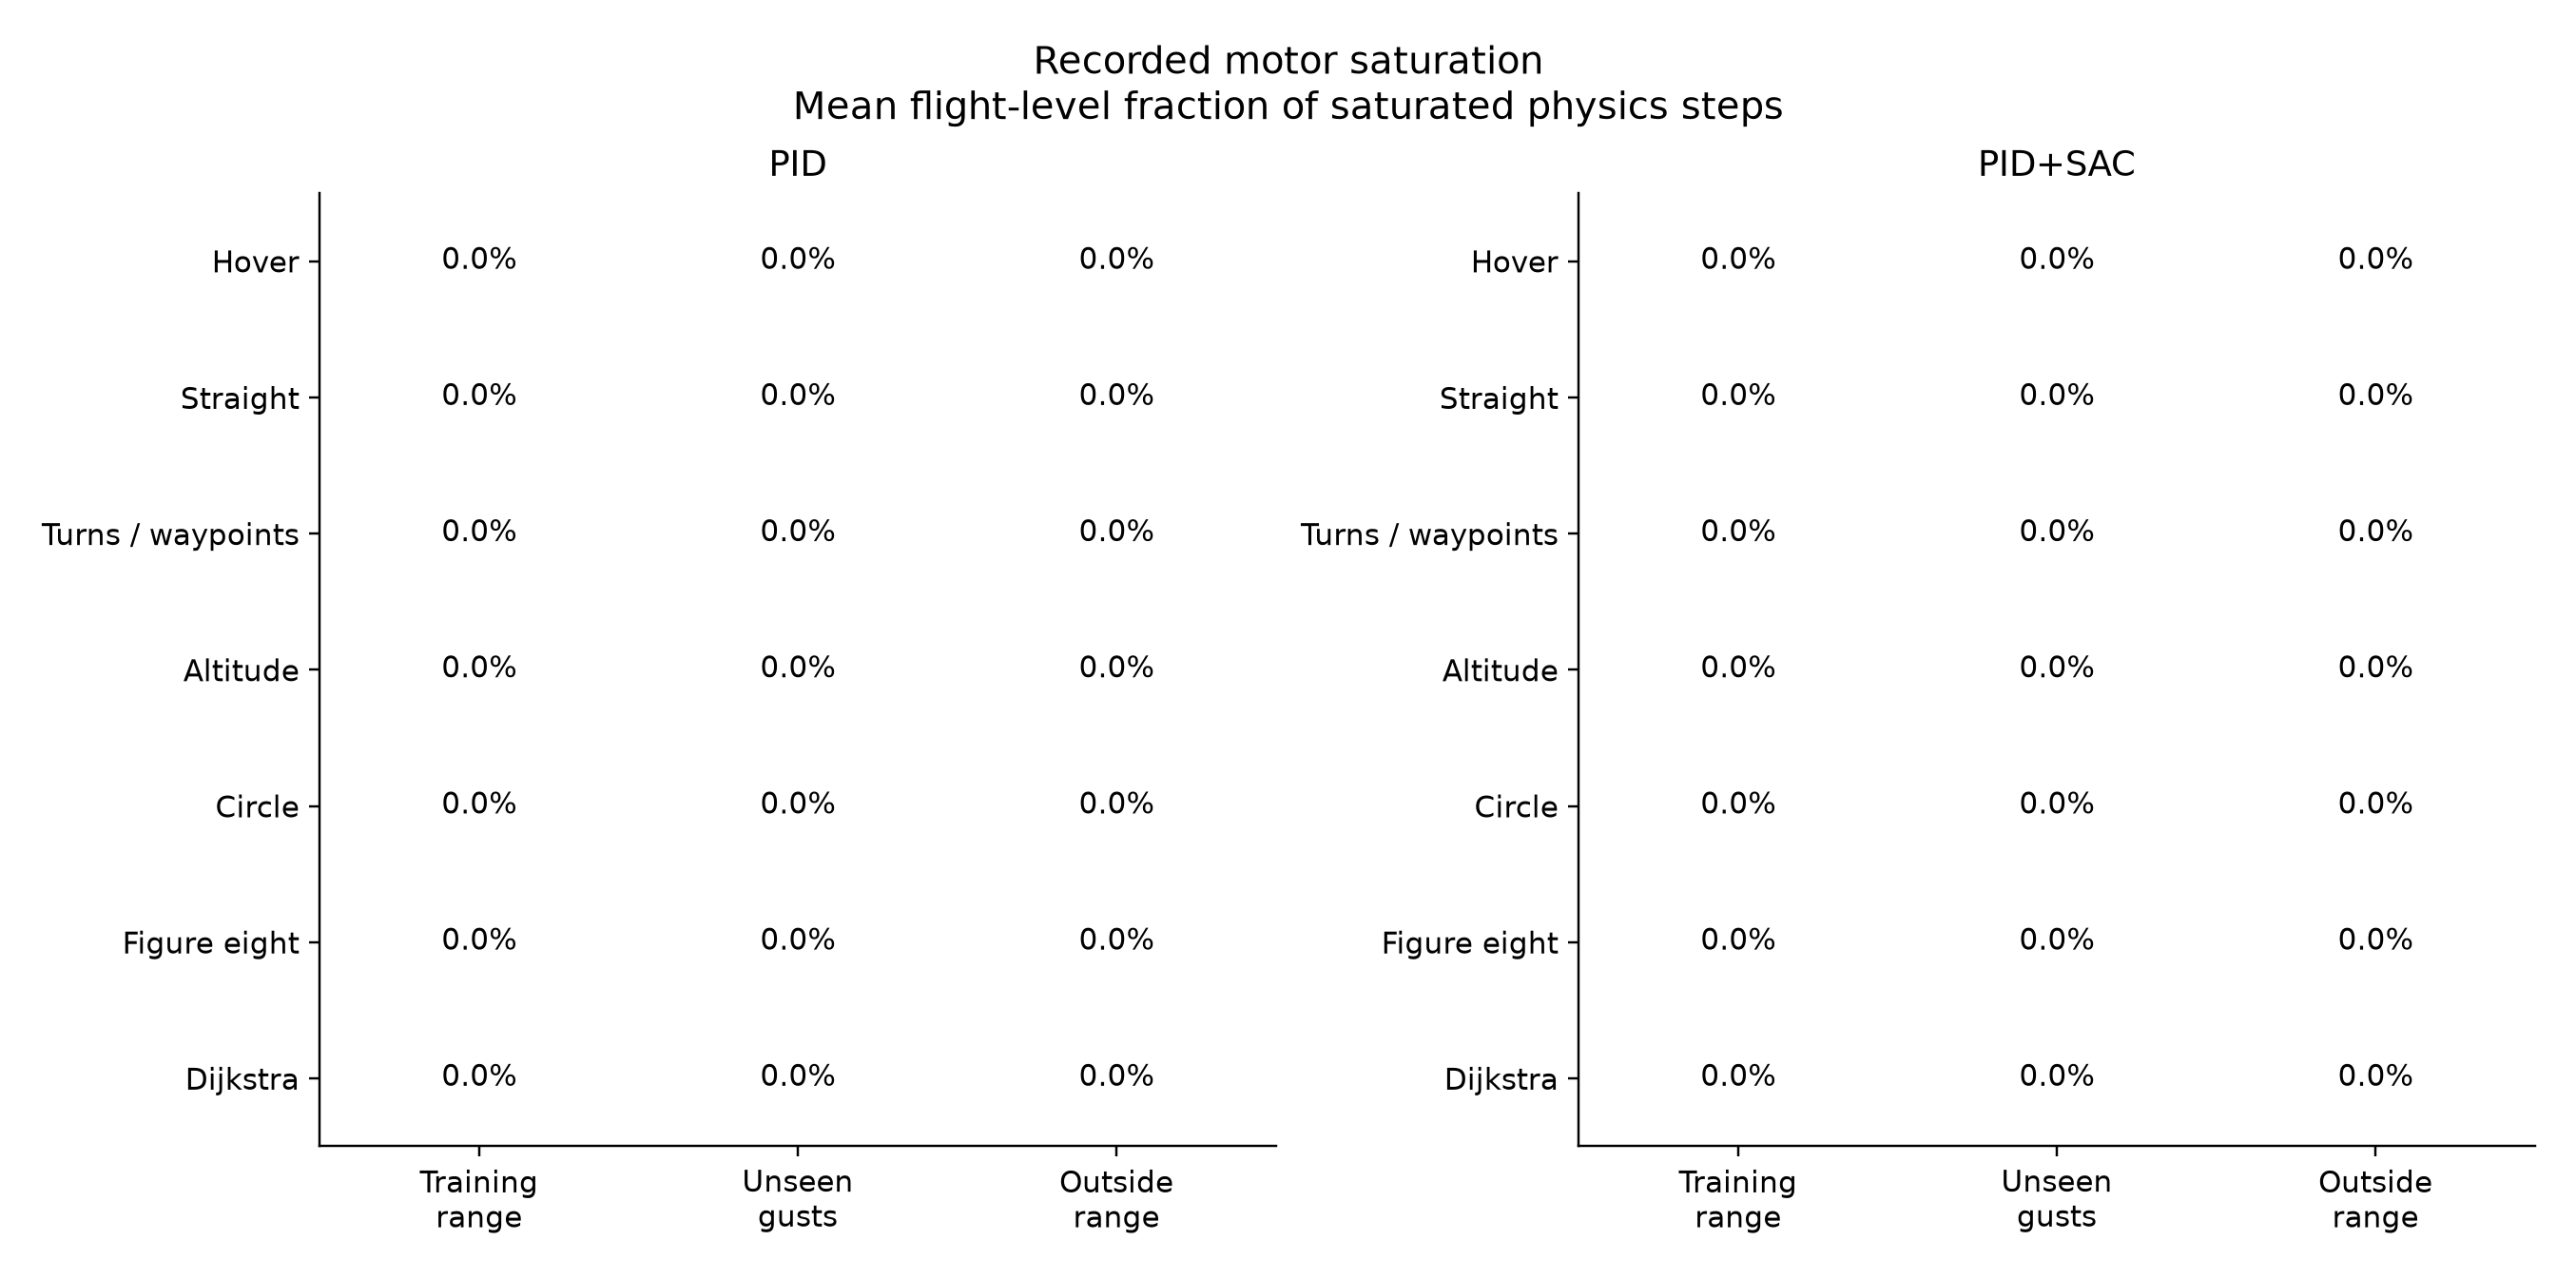 Recorded motor saturation
Mean flight-level fraction of saturated physics steps
PID
Hover 0.0% 0.0% 0.0%
Straight 0.0% 0.0% 0.0%
Turns / waypoints 0.0% 0.0% 0.0%
Altitude 0.0% 0.0% 0.0%
Circle 0.0% 0.0% 0.0%
Figure eight 0.0% 0.0% 0.0%
Dijkstra 0.0% 0.0% 0.0%
Training Unseen Outside
range gusts range
PID+SAC
Hover 0.0% 0.0% 0.0%
Straight 0.0% 0.0% 0.0%
Turns / waypoints 0.0% 0.0% 0.0%
Altitude 0.0% 0.0% 0.0%
Circle 0.0% 0.0% 0.0%
Figure eight 0.0% 0.0% 0.0%
Dijkstra 0.0% 0.0% 0.0%
Training Unseen Outside
range gusts range